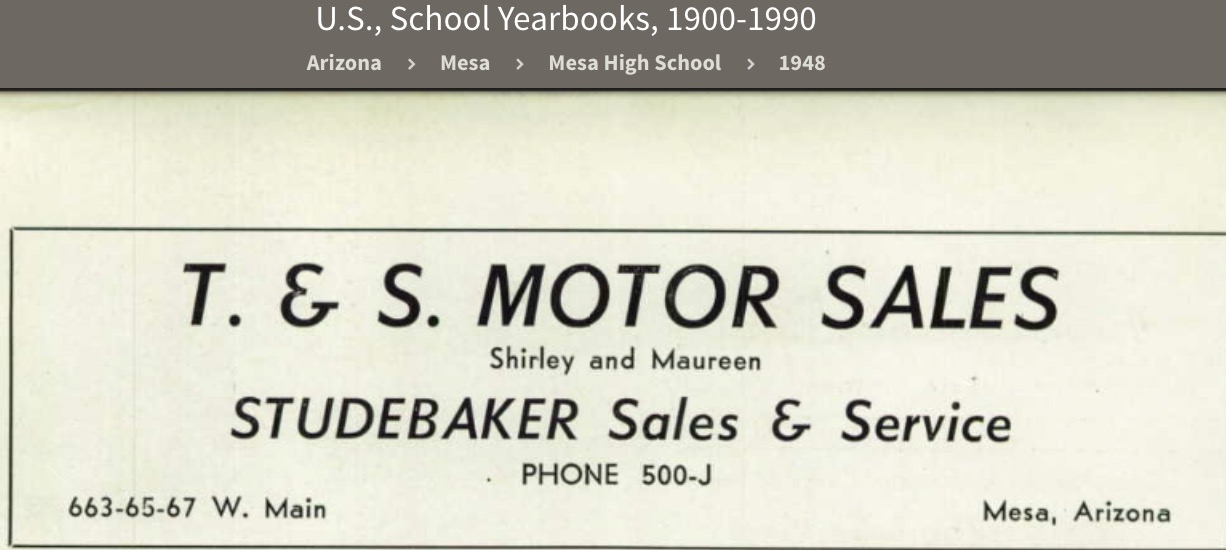 U.S., School Yearbooks, 1900-1990
Arizona > Mesa > Mesa High School > 1948
T. & S. MOTOR SALES
Shirley and Maureen
STUDEBAKER Sales & Service
PHONE 500-J
663-65-67 W. Main
Mesa, Arizona